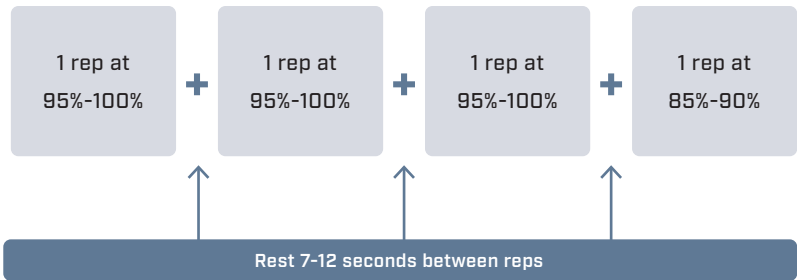 1 rep at
95%-100%
+
1 rep at
95%-100%
+
1 rep at
95%-100%
+
1 rep at
85%-90%
Rest 7-12 seconds between reps